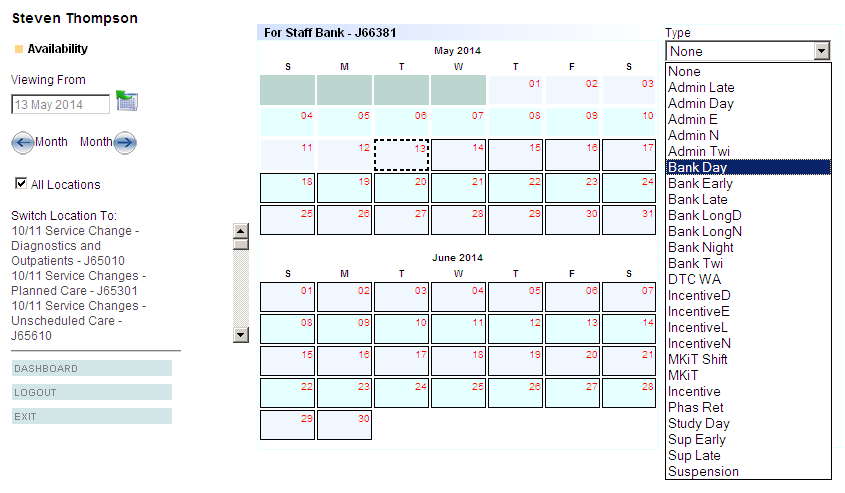 Steven Thompson
Availability
Viewing From
13 May 2014
Month Month
All Locations
Switch Location To:
10/11 Service Change -
Diagnostics and
Outpatients - J65010
10/11 Service Changes -
Planned Care - J65301
10/11 Service Changes -
Unscheduled Care -
J65610
DASHBOARD
LOGOUT
EXIT
For Staff Bank - J66381
May 2014
S M T W T F S
01 02 03
04 05 06 07 08 09 10
11 12 13 14 15 16 17
18 19 20 21 22 23 24
25 26 27 28 29 30 31
June 2014
S M T W T F S
01 02 03 04 05 06 07
08 09 10 11 12 13 14
15 16 17 18 19 20 21
22 23 24 25 26 27 28
29 30
Type
None
None
Admin Late
Admin Day
Admin E
Admin N
Admin Twi
Bank Day
Bank Early
Bank Late
Bank LongD
Bank LongN
Bank Night
Bank Twi
DTC WA
IncentiveD
IncentiveE
IncentiveL
IncentiveN
MKiT Shift
MKiT
Incentive
Phas Ret
Study Day
Sup Early
Sup Late
Suspension